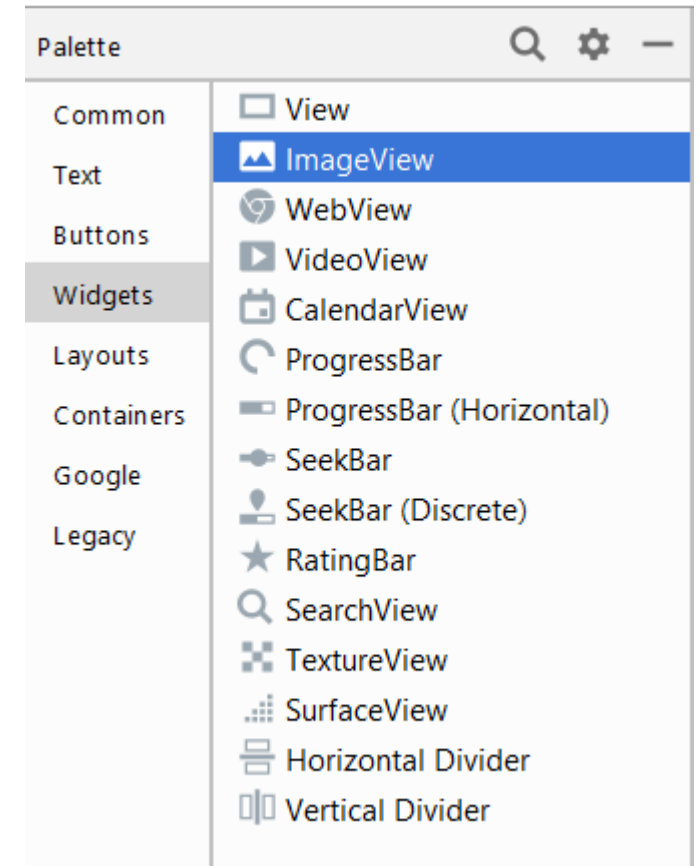 Palette
Common
Text
Buttons
Widgets
Layouts
Containers
Google
Legacy
View
ImageView
WebView
VideoView
CalendarView
ProgressBar
ProgressBar (Horizontal)
SeekBar
SeekBar (Discrete)
RatingBar
SearchView
TextureView
SurfaceView
Horizontal Divider
Vertical Divider